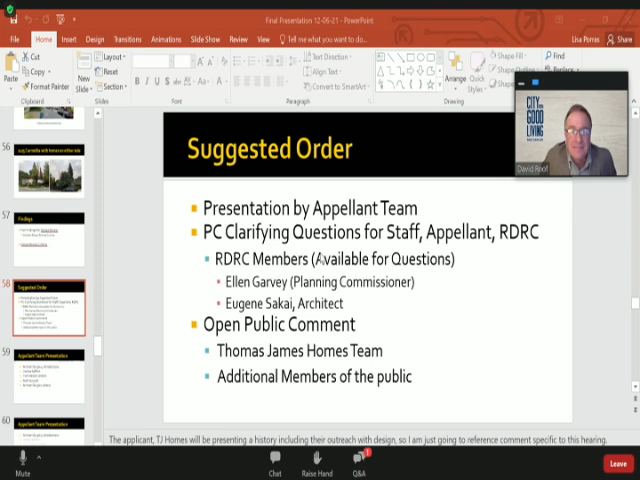 Final Presentation 12-06-21 - PowerPoint
Lisa Porras
File Home Insert Design Transitions Animations Slide Show Review View Tell me what you want to do... Share
Paste
Cut
Copy
Format Painter
Clipboard
New Slide
Layout
Reset
Section
Slides
Font
Text Direction
Align Text
Convert to SmartArt
Paragraph
Arrange
Quick
Drawing
Shape Fill
Find
CITY
GOOD
LIVING
David Roof
56
57
Findings
58
Suggested Order
59
Appellant Team Presentation
60
Appellant Team Presentation
Suggested Order
Presentation by Appellant Team
PC Clarifying Questions for Staff, Appellant, RDRC
RDRC Members (Available for Questions)
Ellen Garvey (Planning Commissioner)
Eugene Sakai, Architect
Open Public Comment
Thomas James Homes Team
Additional Members of the public
The applicant, TJ Homes will be presenting a history including their outreach with design, so I am just going to reference comment specific to this hearing.
Mute
Chat
Raise Hand
Q&A
1
Leave